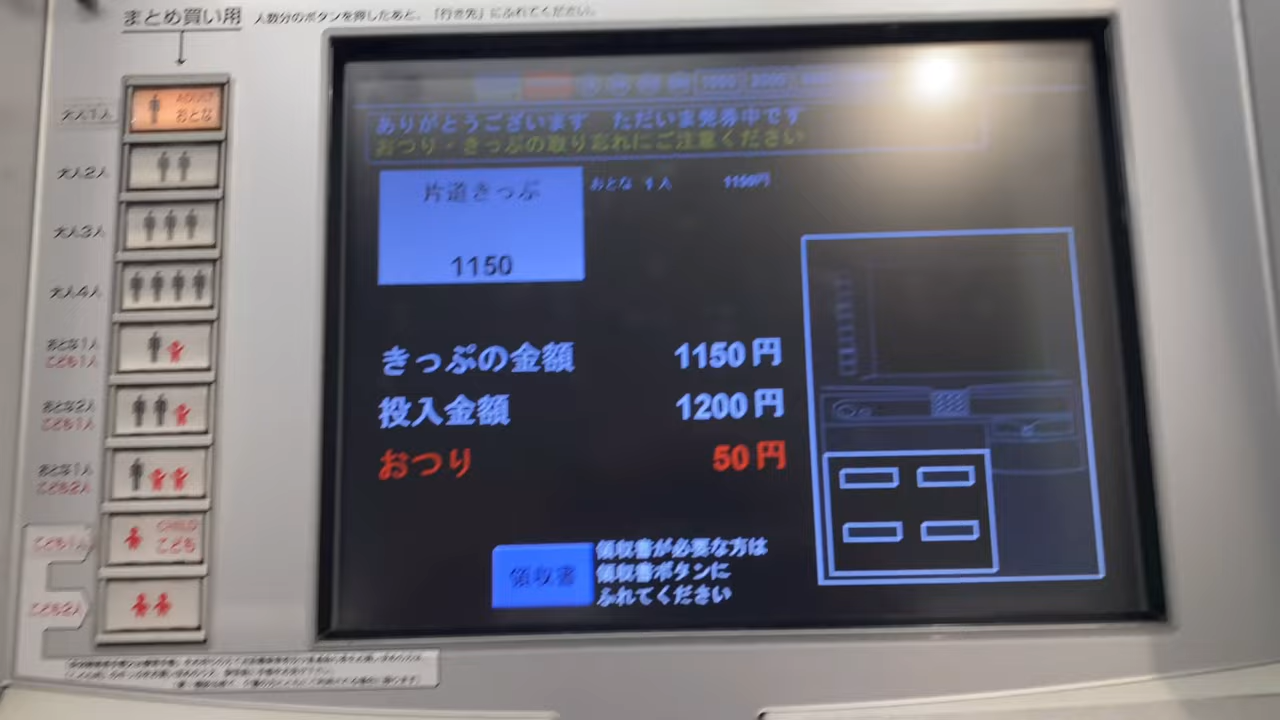 まとめ買い用 人数分のボタンを押したあと、「行き先」にふれてください。
大人1人
ADULT
おとな
大人2人
大人3人
大人4人
おとな1人
こども1人
おとな2人
こども1人
おとな1人
こども2人
こども1人
CHILD
こども
こども2人
ありがとうございます ただいま発券中です
おつり・きっぷの取り忘れにご注意ください
片道きっぷ
1150
おとな 1人 1150円
きっぷの金額 1150円
投入金額 1200円
おつり 50円
領収書
領収書が必要な方は
領収書ボタンに
ふれてください